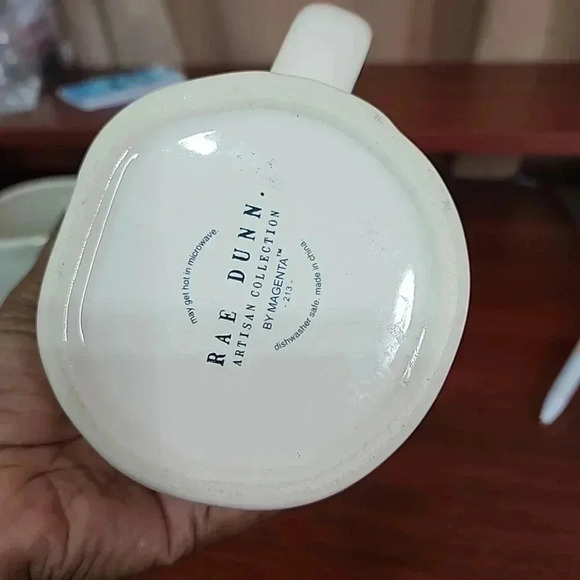 may get hot in microwave.
RAE DUNN.
ARTISAN COLLECTION
BY MAGENTA™
- 213 -
dishwasher safe. made in china